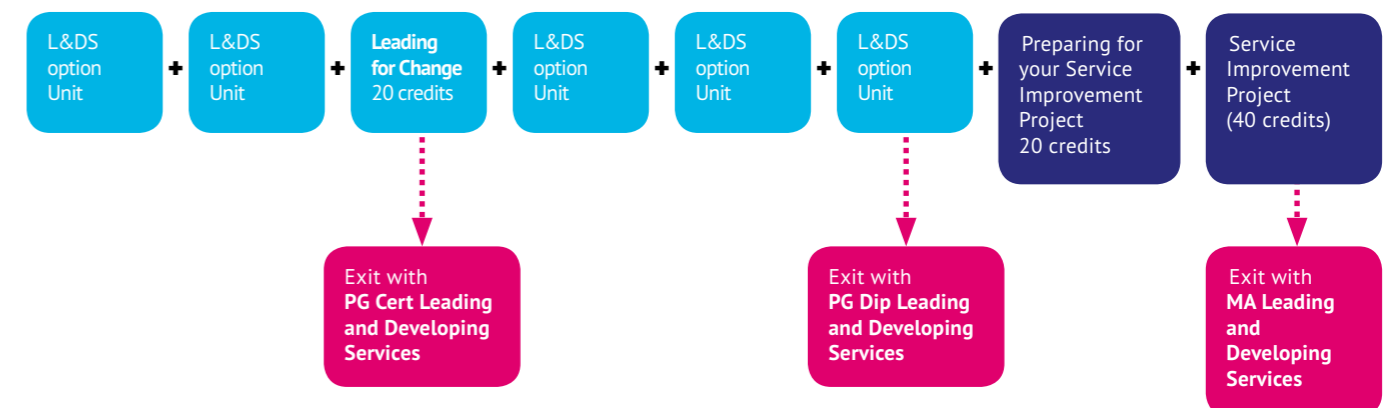 L&DS
option
Unit
+
L&DS
option
Unit
+
Leading
for Change
20 credits
+
L&DS
option
Unit
+
L&DS
option
Unit
+
L&DS
option
Unit
+
Preparing for
your Service
Improvement
Project
20 credits
+
Service
Improvement
Project
(40 credits)
Exit with
PG Cert Leading
and Developing
Services
Exit with
PG Dip Leading
and Developing
Services
Exit with
MA Leading
and
Developing
Services